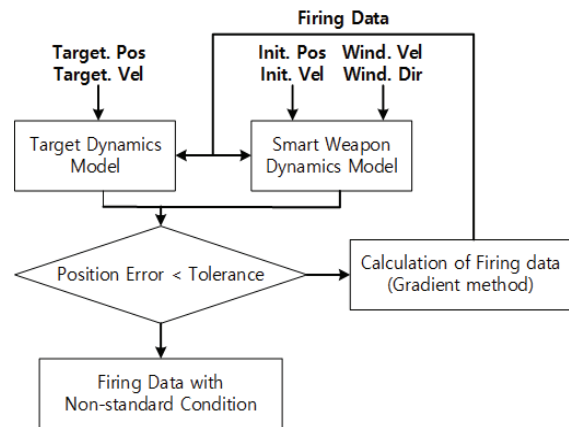 Firing Data
Target. Pos
Target. Vel
Init. Pos
Init. Vel
Wind. Vel
Wind. Dir
Target Dynamics
Model
Smart Weapon
Dynamics Model
Position Error < Tolerance
Calculation of Firing data
(Gradient method)
Firing Data with
Non-standard Condition